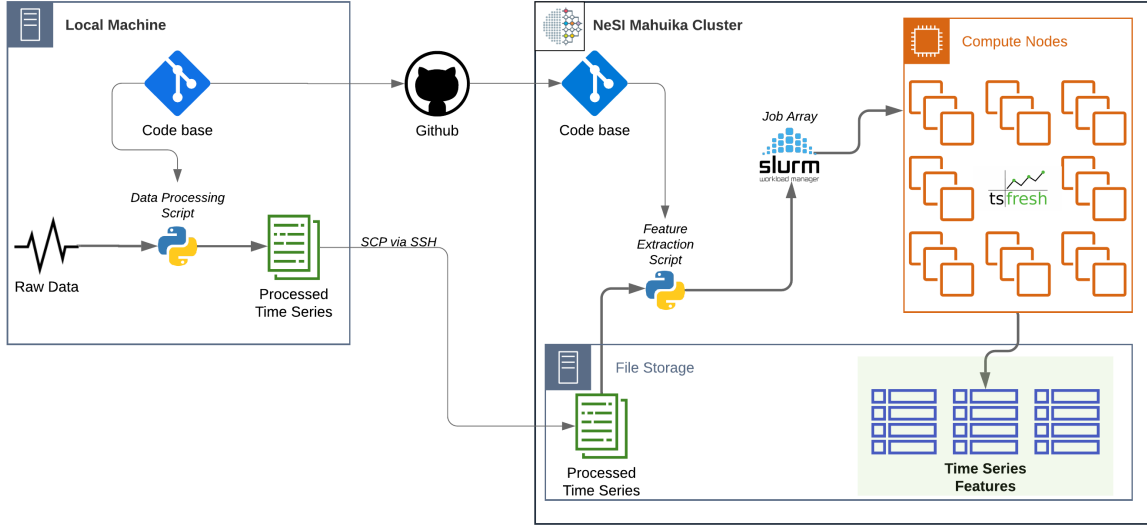 Local Machine
NeSI Mahuika Cluster
Compute Nodes
Code base
Github
Code base
Job Array
slurm
workload manager
Data Processing
Script
Feature
Extraction
Script
tsfresh
SCP via SSH
Raw Data
Processed
Time Series
File Storage
Processed
Time Series
Time Series
Features